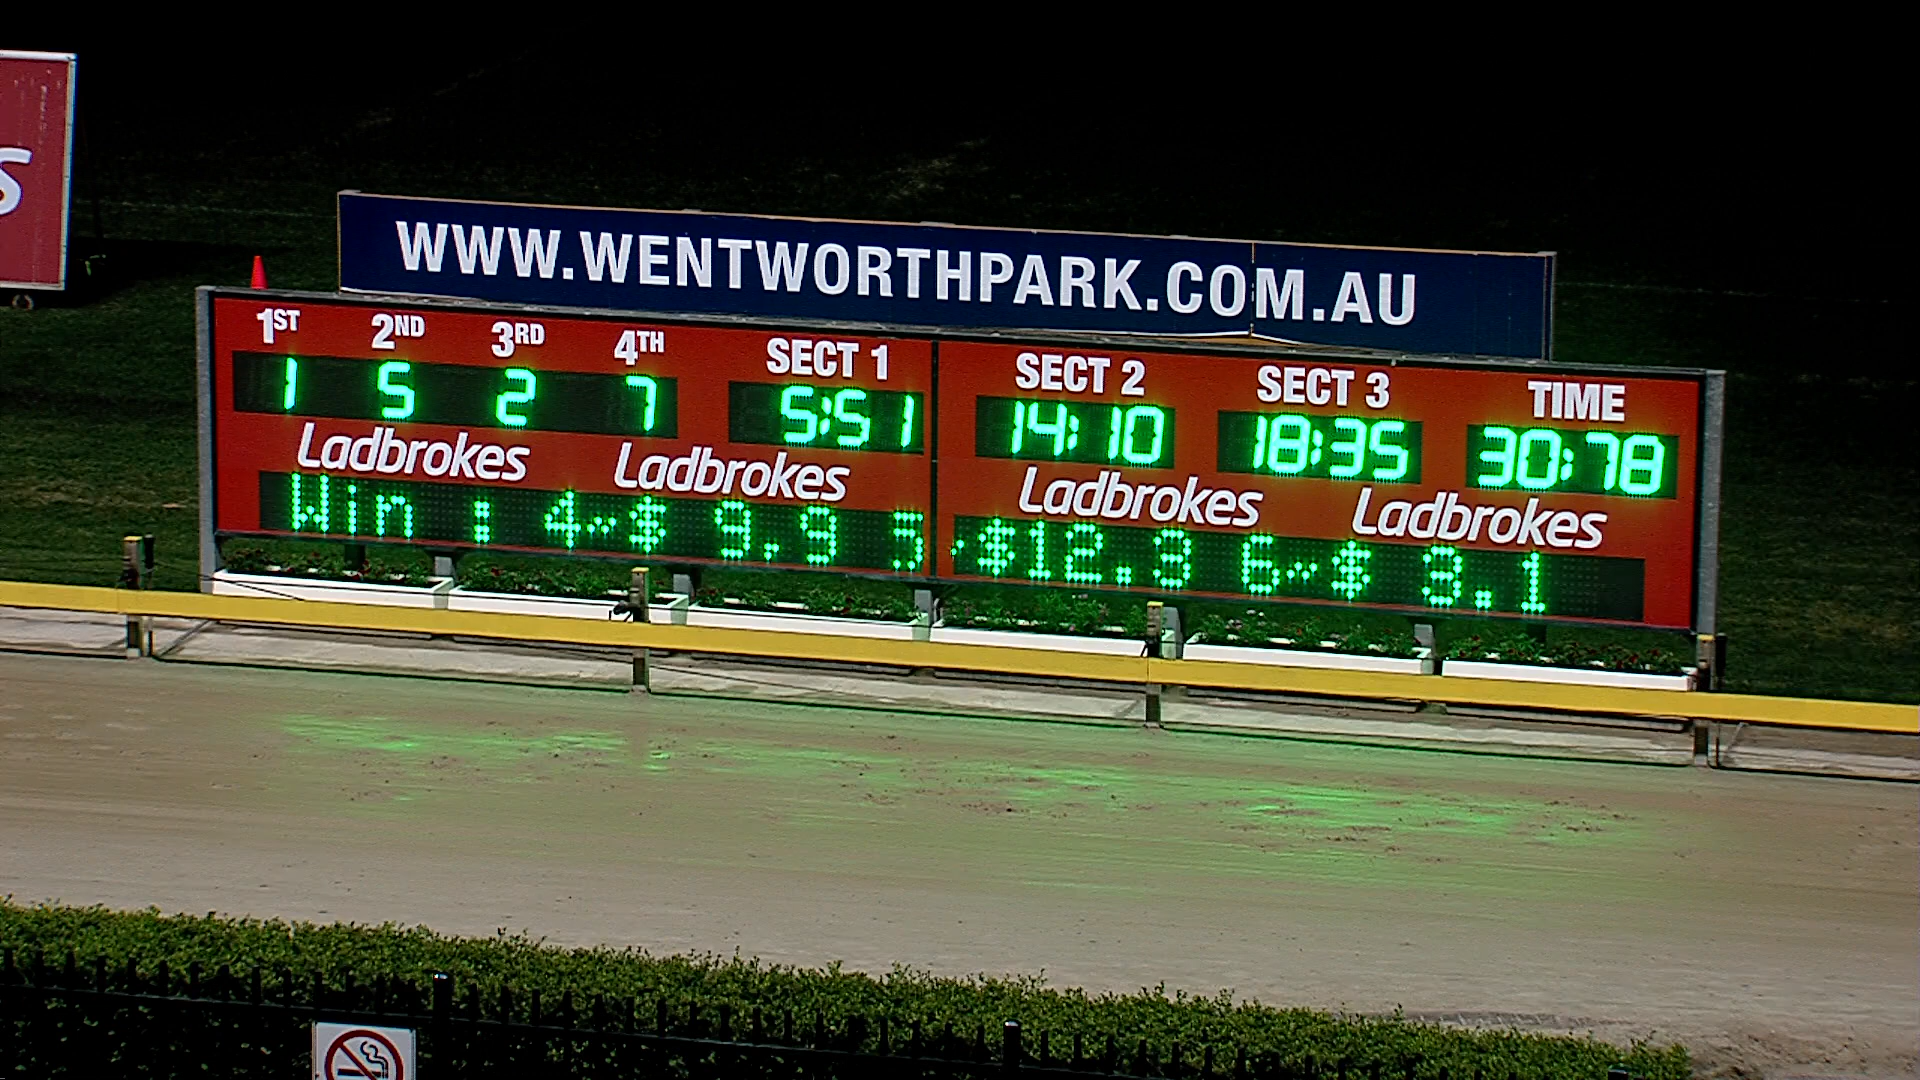 S
WWW.WENTWORTHPARK.COM.AU
1ST 2ND 3RD 4TH SECT 1 SECT 2 SECT 3 TIME
1 5 2 7 5:51 14:10 18:35 30:78
Ladbrokes Ladbrokes Ladbrokes Ladbrokes
Win : 4~$ 9.9 5~$12.3 6~$ 3.1